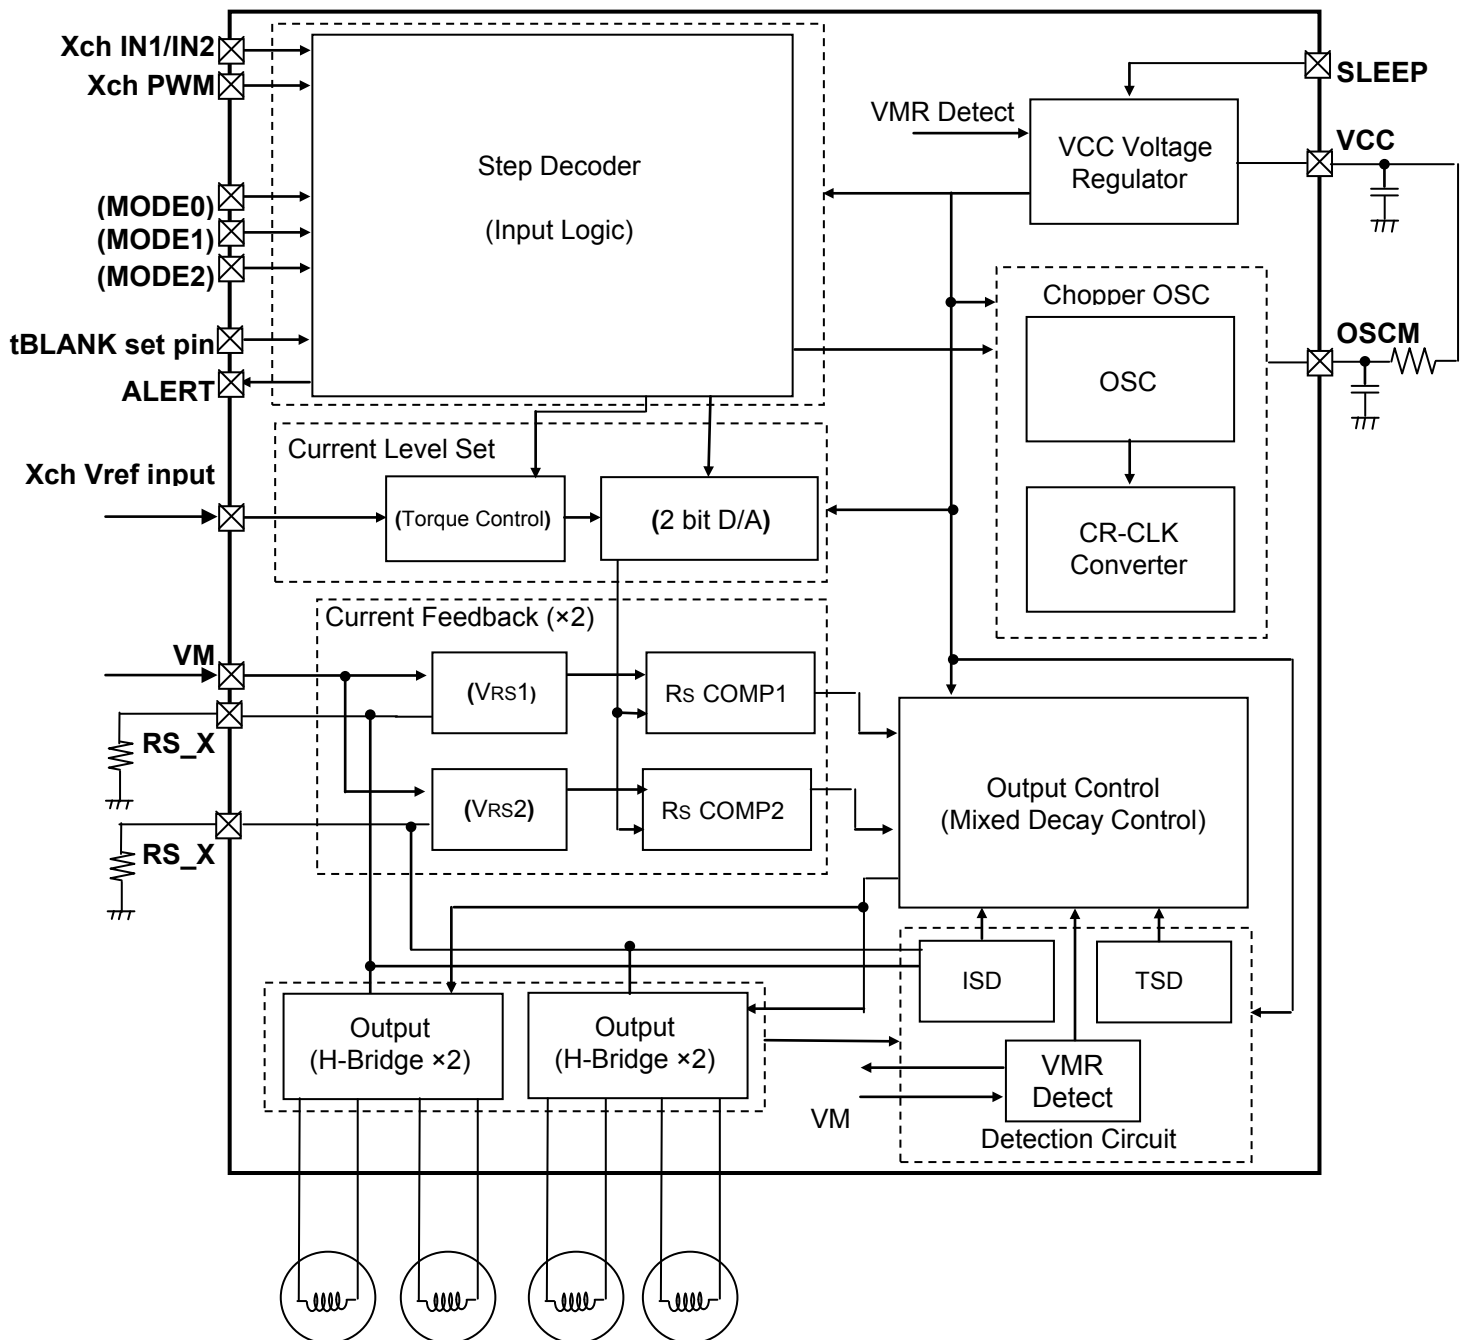 Xch IN1/IN2
Xch PWM
(MODE0)
(MODE1)
(MODE2)
tBLANK set pin
ALERT
Step Decoder
(Input Logic)
SLEEP
VMR Detect
VCC Voltage
Regulator
VCC
Chopper OSC
OSC
CR-CLK
Converter
OSCM
Xch Vref input
Current Level Set
(Torque Control)
(2 bit D/A)
Current Feedback (×2)
VM
RS_X
RS_X
(VRS1)
RS COMP1
(VRS2)
RS COMP2
Output Control
(Mixed Decay Control)
ISD
TSD
VMR
Detect
VM
Detection Circuit
Output
(H-Bridge ×2)
Output
(H-Bridge ×2)